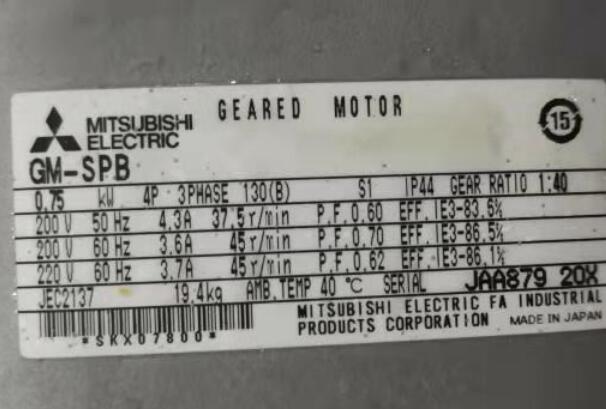 GEARED MOTOR
MITSUBISHI
ELECTRIC
15
GM-SPB
0.75 kW 4P 3PHASE 130(B) S1 IP44 GEAR RATIO 1:40
200 V 50 Hz 4.3A 37.5r/min P.F.0.60 EFF.IE3-83.6%
200 V 60 Hz 3.6A 45r/min P.F.0.70 EFF.IE3-86.5%
220 V 60 Hz 3.7A 45r/min P.F.0.62 EFF.IE3-86.1%
JEC2137 19.4kg AMB.TEMP 40 °C SERIAL JAA879 20X
MITSUBISHI ELECTRIC FA INDUSTRIAL
PRODUCTS CORPORATION MADE IN JAPAN
*SKX07800*